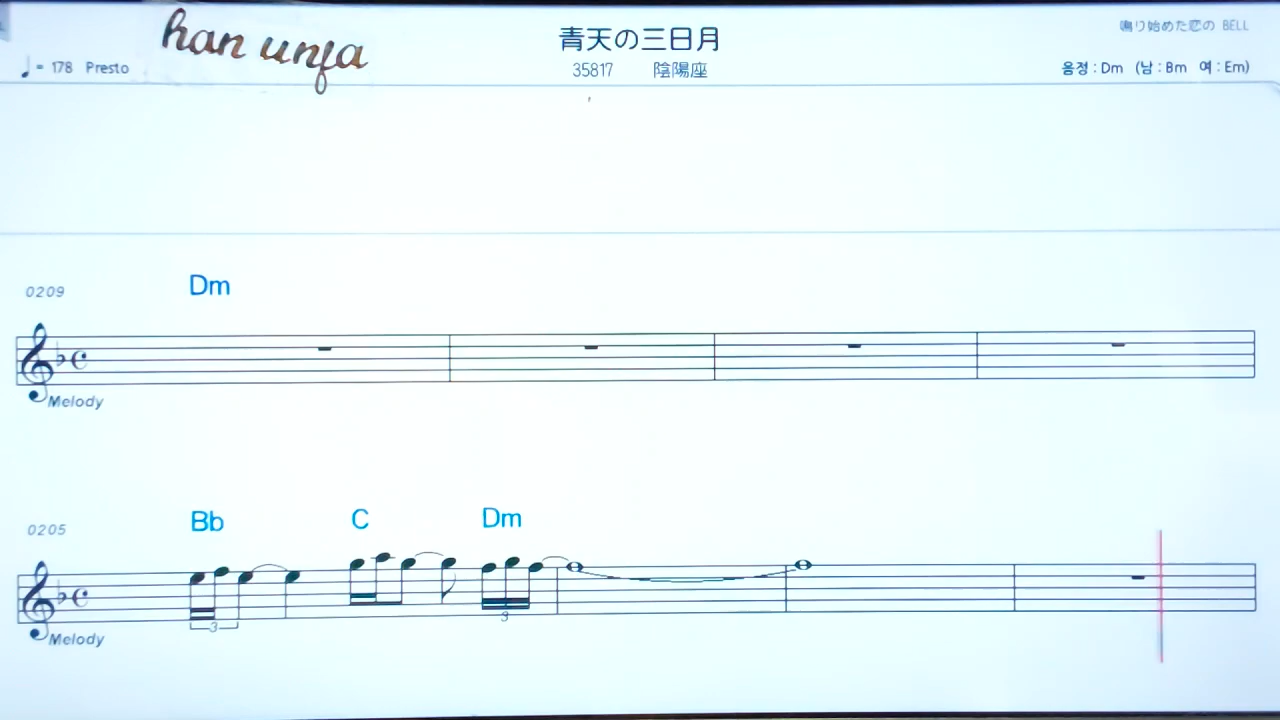 han unfa
青天の三日月
鳴り始めた恋の BELL
♩= 178 Presto
35817 陰陽座
음정 : Dm (남 : Bm 여 : Em)
0209
Dm
Melody
0205
Bb C Dm
3
3
Melody